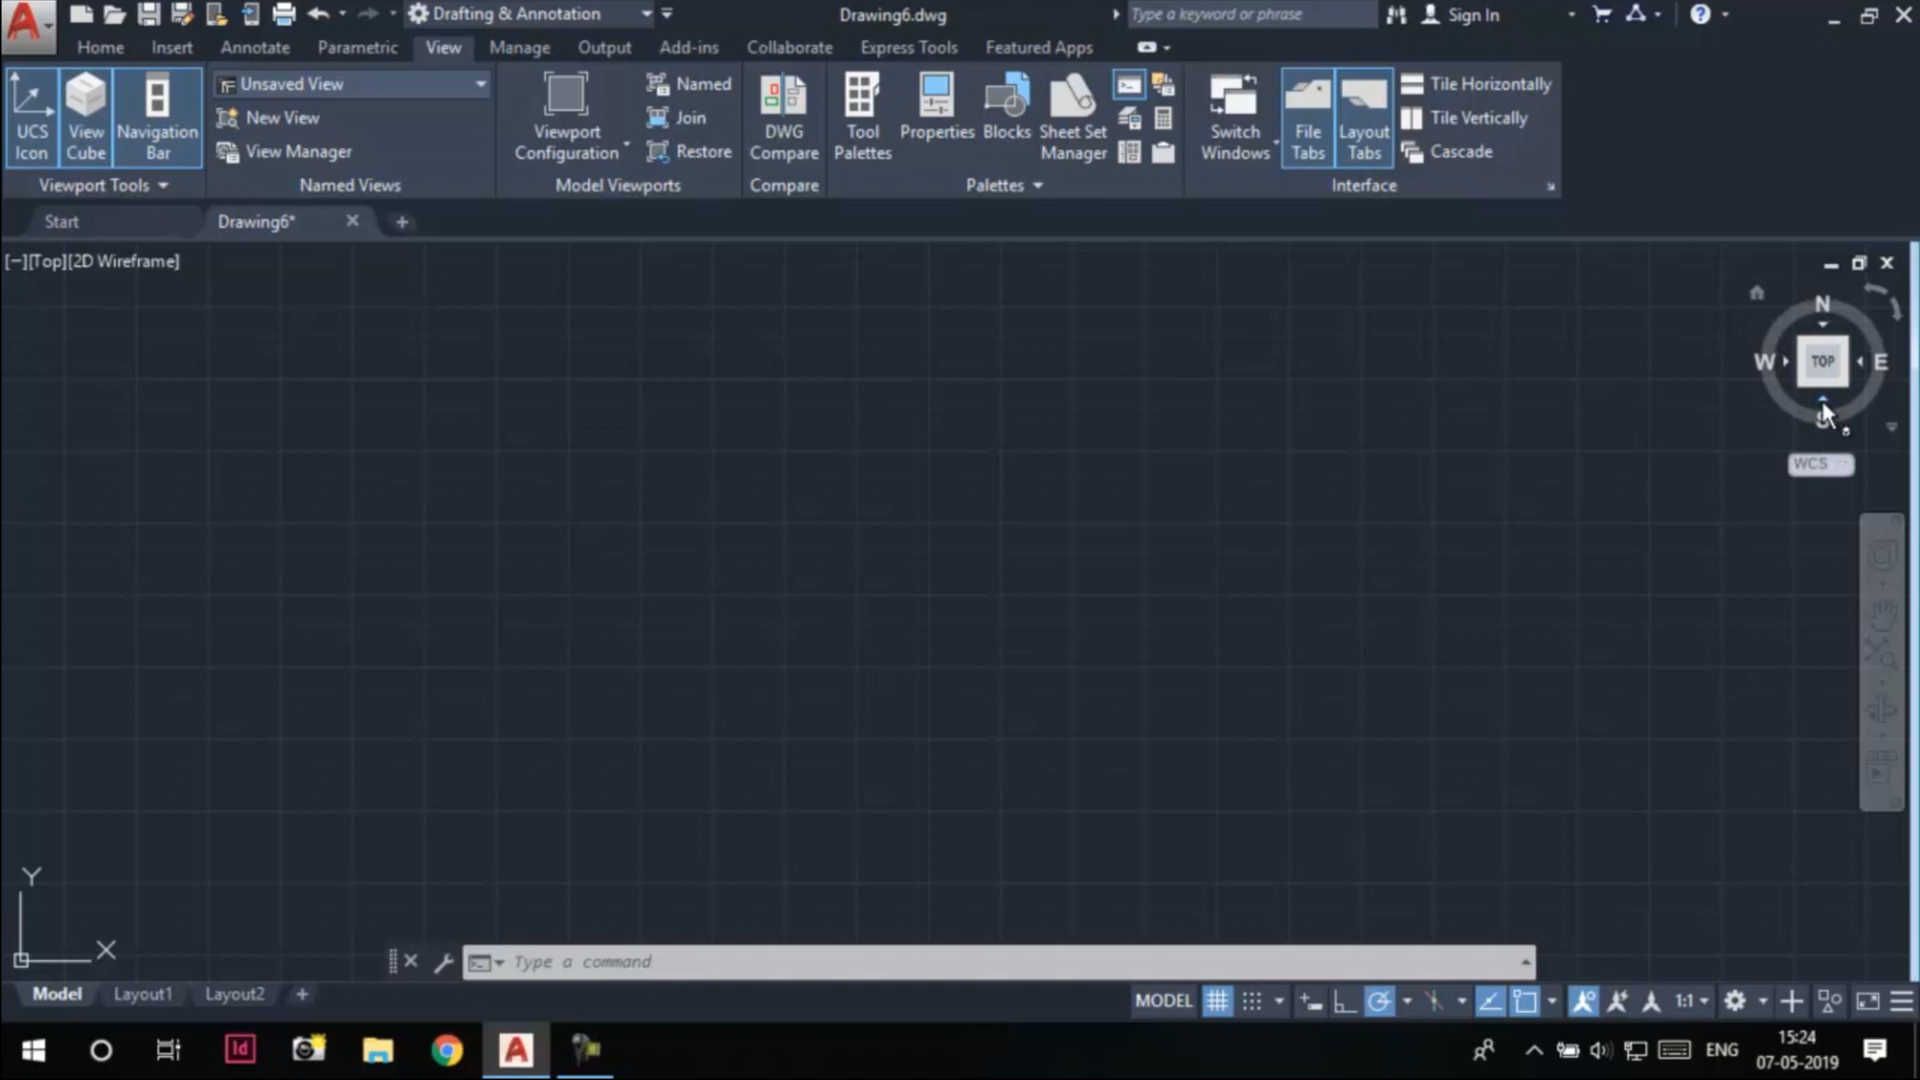 Drafting & Annotation
Drawing6.dwg
Type a keyword or phrase
Sign In
Home
Insert
Annotate
Parametric
View
Manage
Output
Add-ins
Collaborate
Express Tools
Featured Apps
UCS
Icon
View
Cube
Navigation
Bar
Viewport Tools
Unsaved View
New View
View Manager
Named Views
Viewport
Configuration
Named
Join
Restore
Model Viewports
DWG
Compare
Compare
Tool
Palettes
Properties
Blocks
Sheet Set
Manager
Palettes
Switch
Windows
File
Tabs
Layout
Tabs
Tile Horizontally
Tile Vertically
Cascade
Interface
Start
Drawing6*
[−][Top][2D Wireframe]
N
W
TOP
E
S
WCS
Y
X
Type a command
Model
Layout1
Layout2
MODEL
1:1
Id
A
ENG
15:24
07-05-2019